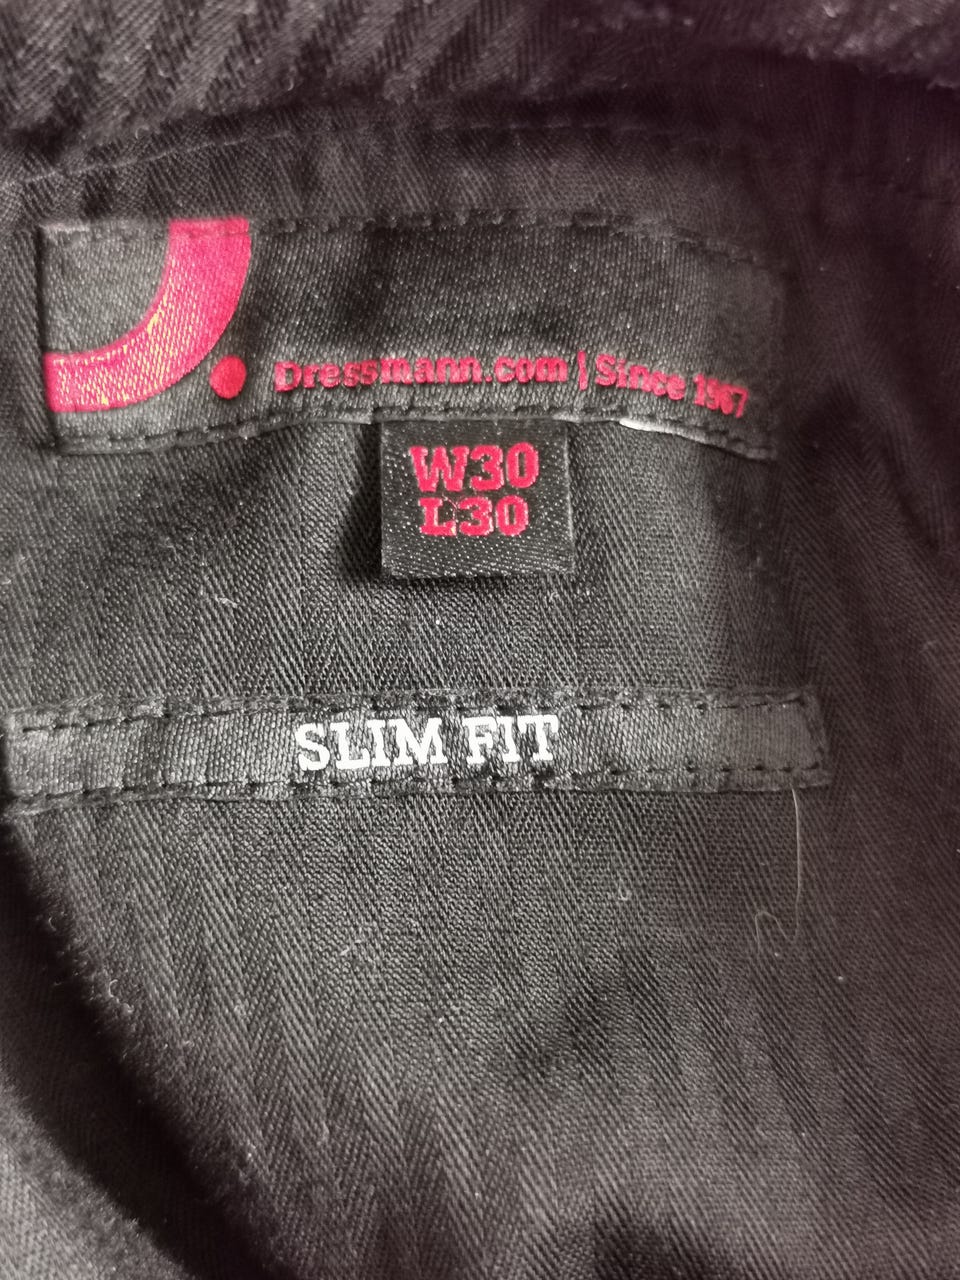 Dressmann.com | Since 1967
W30
L30
SLIM FIT